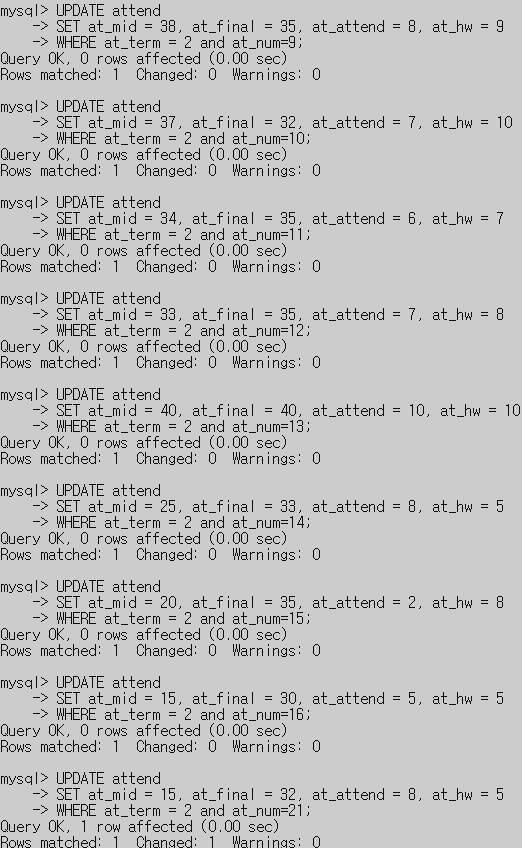 mysql> UPDATE attend
    -> SET at_mid = 38, at_final = 35, at_attend = 8, at_hw = 9
    -> WHERE at_term = 2 and at_num=9;
Query OK, 0 rows affected (0.00 sec)
Rows matched: 1  Changed: 0  Warnings: 0

mysql> UPDATE attend
    -> SET at_mid = 37, at_final = 32, at_attend = 7, at_hw = 10
    -> WHERE at_term = 2 and at_num=10;
Query OK, 0 rows affected (0.00 sec)
Rows matched: 1  Changed: 0  Warnings: 0

mysql> UPDATE attend
    -> SET at_mid = 34, at_final = 35, at_attend = 6, at_hw = 7
    -> WHERE at_term = 2 and at_num=11;
Query OK, 0 rows affected (0.00 sec)
Rows matched: 1  Changed: 0  Warnings: 0

mysql> UPDATE attend
    -> SET at_mid = 33, at_final = 35, at_attend = 7, at_hw = 8
    -> WHERE at_term = 2 and at_num=12;
Query OK, 0 rows affected (0.00 sec)
Rows matched: 1  Changed: 0  Warnings: 0

mysql> UPDATE attend
    -> SET at_mid = 40, at_final = 40, at_attend = 10, at_hw = 10
    -> WHERE at_term = 2 and at_num=13;
Query OK, 0 rows affected (0.00 sec)
Rows matched: 1  Changed: 0  Warnings: 0

mysql> UPDATE attend
    -> SET at_mid = 25, at_final = 33, at_attend = 8, at_hw = 5
    -> WHERE at_term = 2 and at_num=14;
Query OK, 0 rows affected (0.00 sec)
Rows matched: 1  Changed: 0  Warnings: 0

mysql> UPDATE attend
    -> SET at_mid = 20, at_final = 35, at_attend = 2, at_hw = 8
    -> WHERE at_term = 2 and at_num=15;
Query OK, 0 rows affected (0.00 sec)
Rows matched: 1  Changed: 0  Warnings: 0

mysql> UPDATE attend
    -> SET at_mid = 15, at_final = 30, at_attend = 5, at_hw = 5
    -> WHERE at_term = 2 and at_num=16;
Query OK, 0 rows affected (0.00 sec)
Rows matched: 1  Changed: 0  Warnings: 0

mysql> UPDATE attend
    -> SET at_mid = 15, at_final = 32, at_attend = 8, at_hw = 5
    -> WHERE at_term = 2 and at_num=21;
Query OK, 1 row affected (0.00 sec)
Rows matched: 1  Changed: 1  Warnings: 0